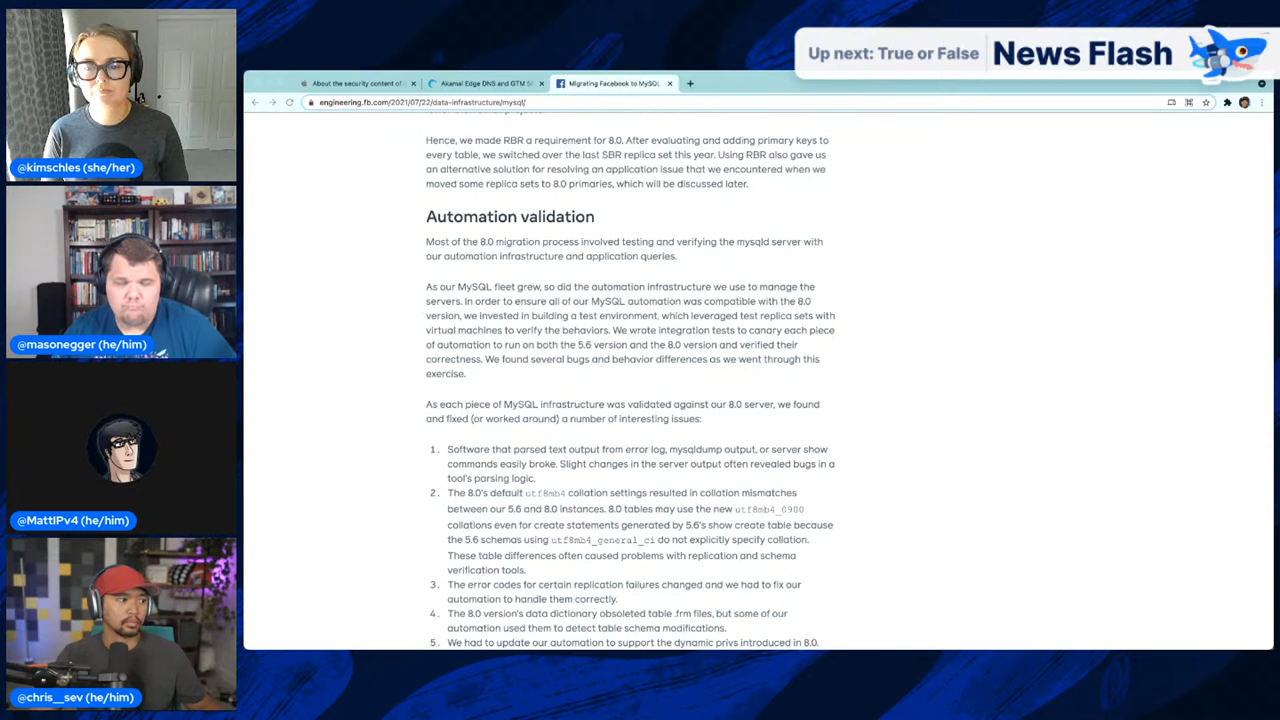 Up next: True or False
News Flash
About the security content of i
Akamai Edge DNS and GTM S
Migrating Facebook to MySQL
engineering.fb.com/2021/07/22/data-infrastructure/mysql/
Hence, we made RBR a requirement for 8.0. After evaluating and adding primary keys to
every table, we switched over the last SBR replica set this year. Using RBR also gave us
an alternative solution for resolving an application issue that we encountered when we
moved some replica sets to 8.0 primaries, which will be discussed later.
Automation validation
Most of the 8.0 migration process involved testing and verifying the mysqld server with
our automation infrastructure and application queries.
As our MySQL fleet grew, so did the automation infrastructure we use to manage the
servers. In order to ensure all of our MySQL automation was compatible with the 8.0
version, we invested in building a test environment, which leveraged test replica sets with
virtual machines to verify the behaviors. We wrote integration tests to canary each piece
of automation to run on both the 5.6 version and the 8.0 version and verified their
correctness. We found several bugs and behavior differences as we went through this
exercise.
As each piece of MySQL infrastructure was validated against our 8.0 server, we found
and fixed (or worked around) a number of interesting issues:
1. Software that parsed text output from error log, mysqldump output, or server show
commands easily broke. Slight changes in the server output often revealed bugs in a
tool's parsing logic.
2. The 8.0's default utf8mb4 collation settings resulted in collation mismatches
between our 5.6 and 8.0 instances. 8.0 tables may use the new utf8mb4_0900
collations even for create statements generated by 5.6's show create table because
the 5.6 schemas using utf8mb4_general_ci do not explicitly specify collation.
These table differences often caused problems with replication and schema
verification tools.
3. The error codes for certain replication failures changed and we had to fix our
automation to handle them correctly.
4. The 8.0 version's data dictionary obsoleted table .frm files, but some of our
automation used them to detect table schema modifications.
5. We had to update our automation to support the dynamic privs introduced in 8.0.
@kimschles (she/her)
@masonegger (he/him)
@MattIPv4 (he/him)
@chris__sev (he/him)